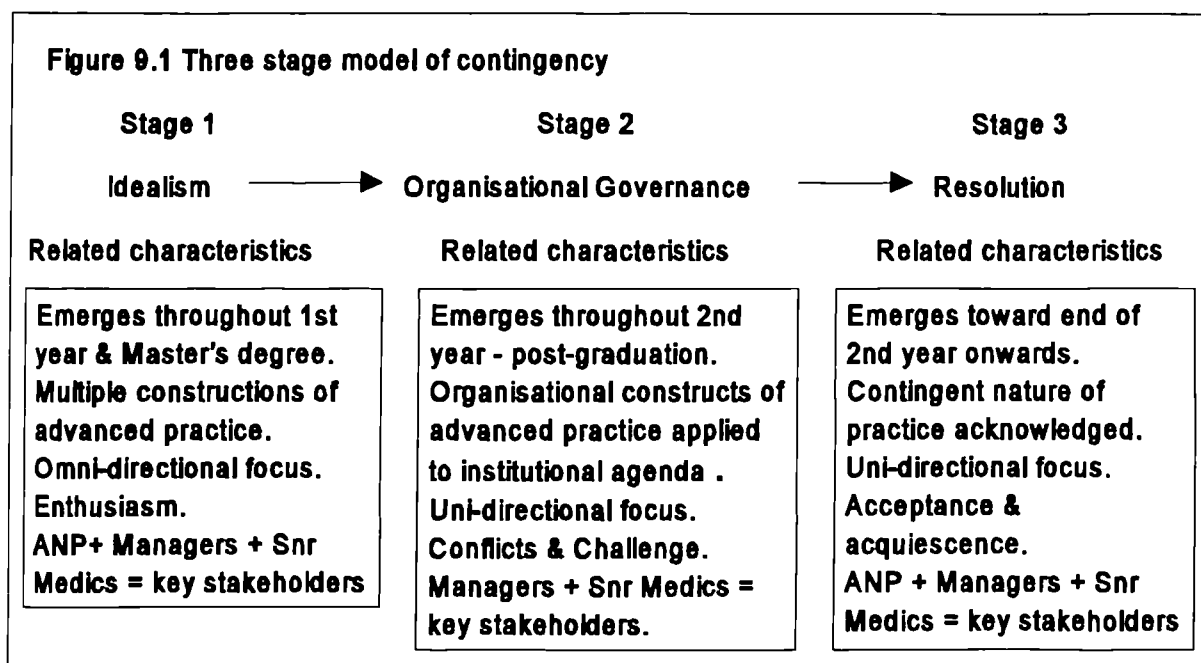 Figure 9.1 Three stage model of contingency
Stage 1
Stage 2
Stage 3
Idealism
Organisational Governance
Resolution
Related characteristics
Related characteristics
Related characteristics
Emerges throughout 1st
year & Master's degree.
Multiple constructions of
advanced practice.
Omni-directional focus.
Enthusiasm.
ANP+ Managers + Snr
Medics = key stakeholders
Emerges throughout 2nd
year - post-graduation.
Organisational constructs of
advanced practice applied
to institutional agenda .
Uni-directional focus.
Conflicts & Challenge.
Managers + Snr Medics =
key stakeholders.
Emerges toward end of
2nd year onwards.
Contingent nature of
practice acknowledged.
Uni-directional focus.
Acceptance &
acquiescence.
ANP + Managers + Snr
Medics = key stakeholders